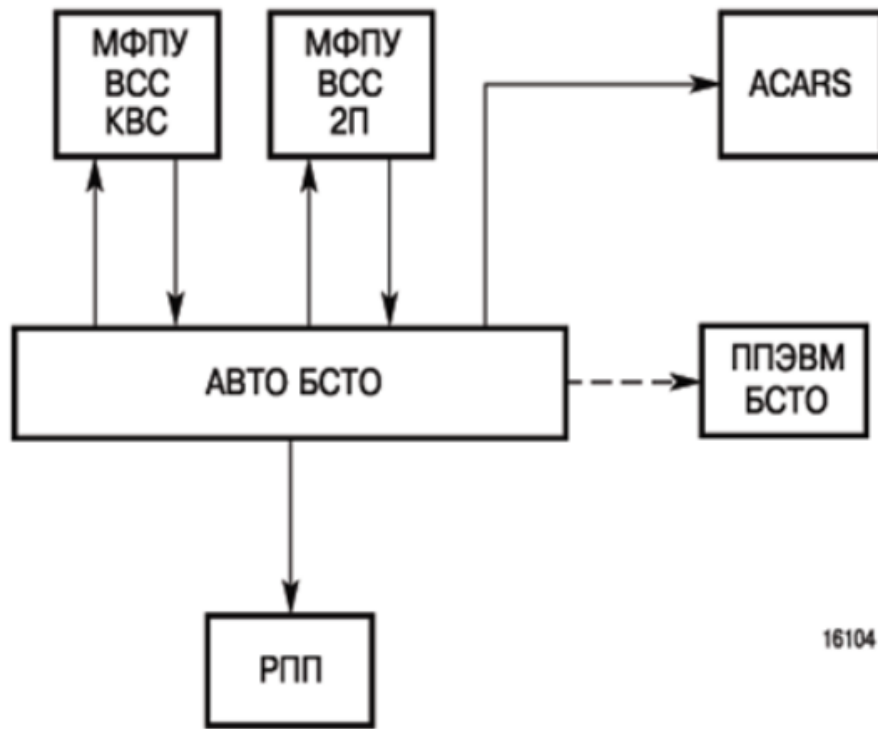 МФПУ
ВСС
КВС
МФПУ
ВСС
2П
ACARS
АВТО БСТО
ППЭВМ
БСТО
РПП
16104